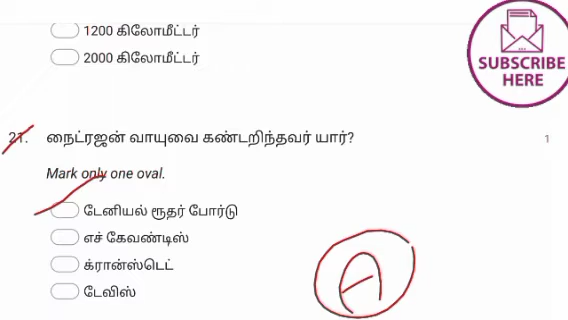 1200 கிலோமீட்டர்
2000 கிலோமீட்டர்
SUBSCRIBE
HERE
21. நைட்ரஜன் வாயுவை கண்டறிந்தவர் யார்? 1
Mark only one oval.
டேனியல் ரூதர் போர்டு
எச் கேவண்டிஸ்
க்ரான்ஸ்டெட்
டேவிஸ்
A